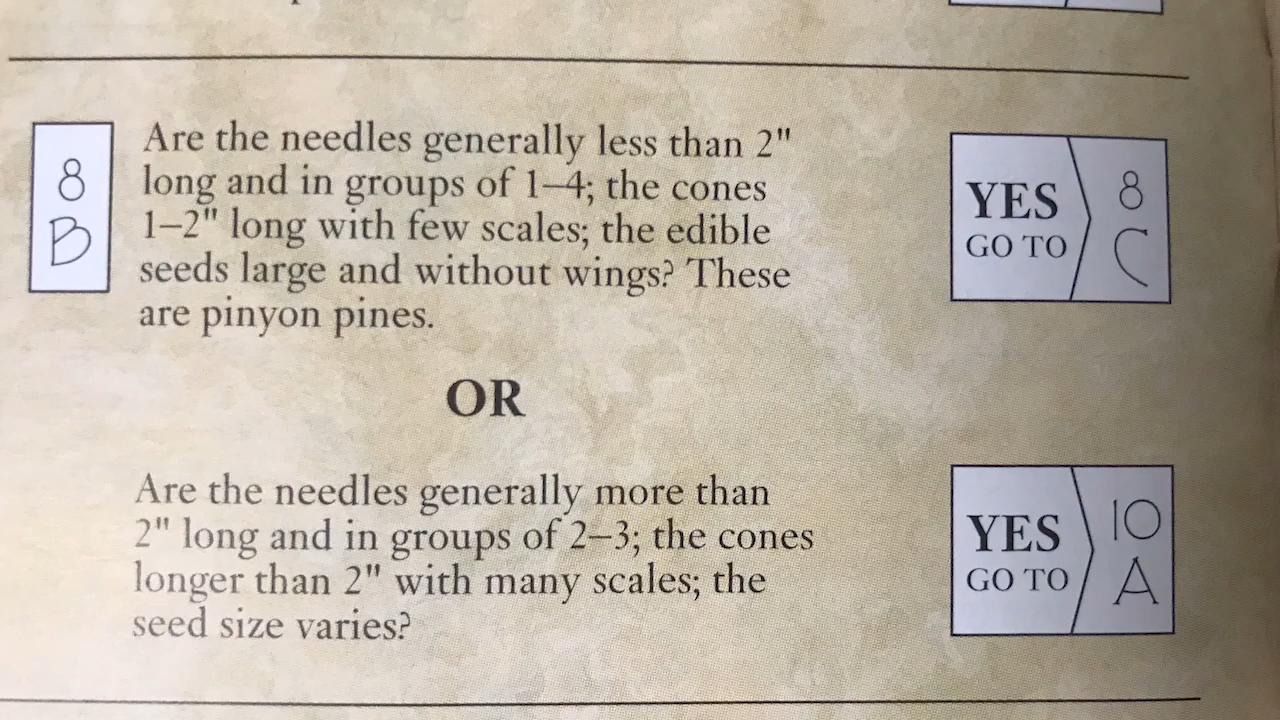 8
B
Are the needles generally less than 2"
long and in groups of 1–4; the cones
1–2" long with few scales; the edible
seeds large and without wings? These
are pinyon pines.
YES
GO TO
8
C
OR
Are the needles generally more than
2" long and in groups of 2–3; the cones
longer than 2" with many scales; the
seed size varies?
YES
GO TO
10
A